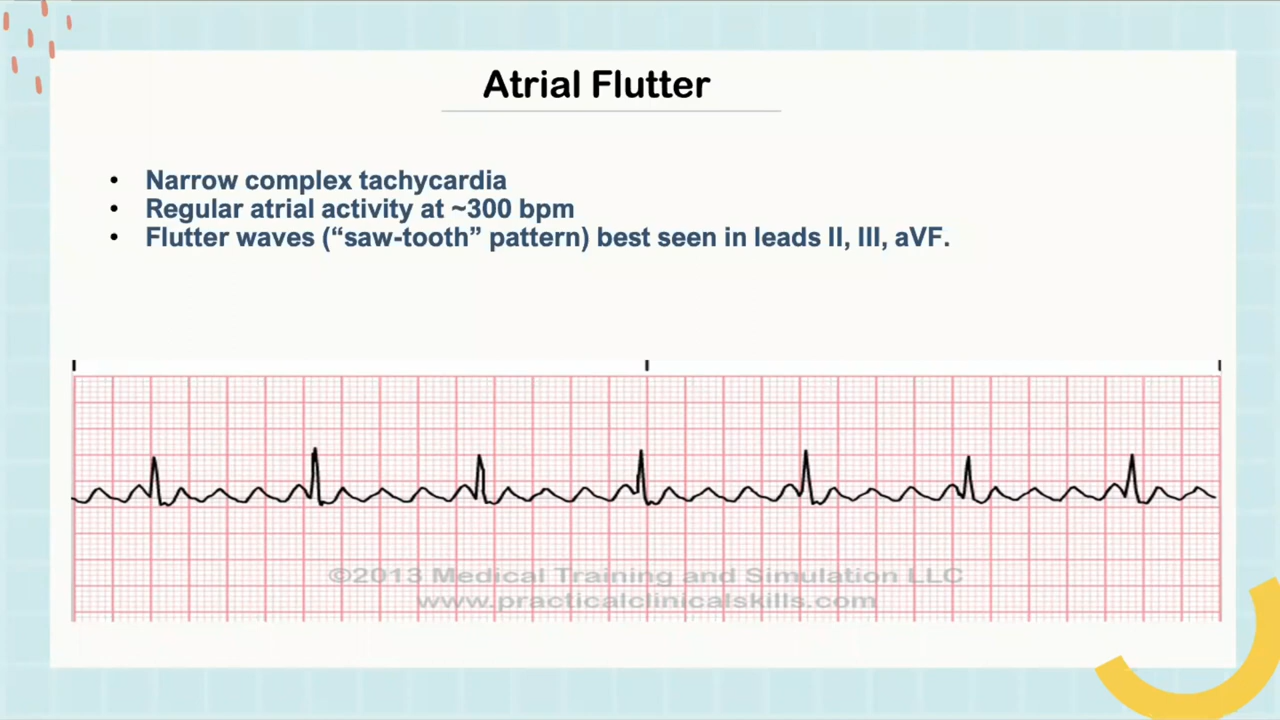 Atrial Flutter
• Narrow complex tachycardia
• Regular atrial activity at ~300 bpm
• Flutter waves (“saw-tooth” pattern) best seen in leads II, III, aVF.
©2013 Medical Training and Simulation LLC
www.practicalclinicalskills.com